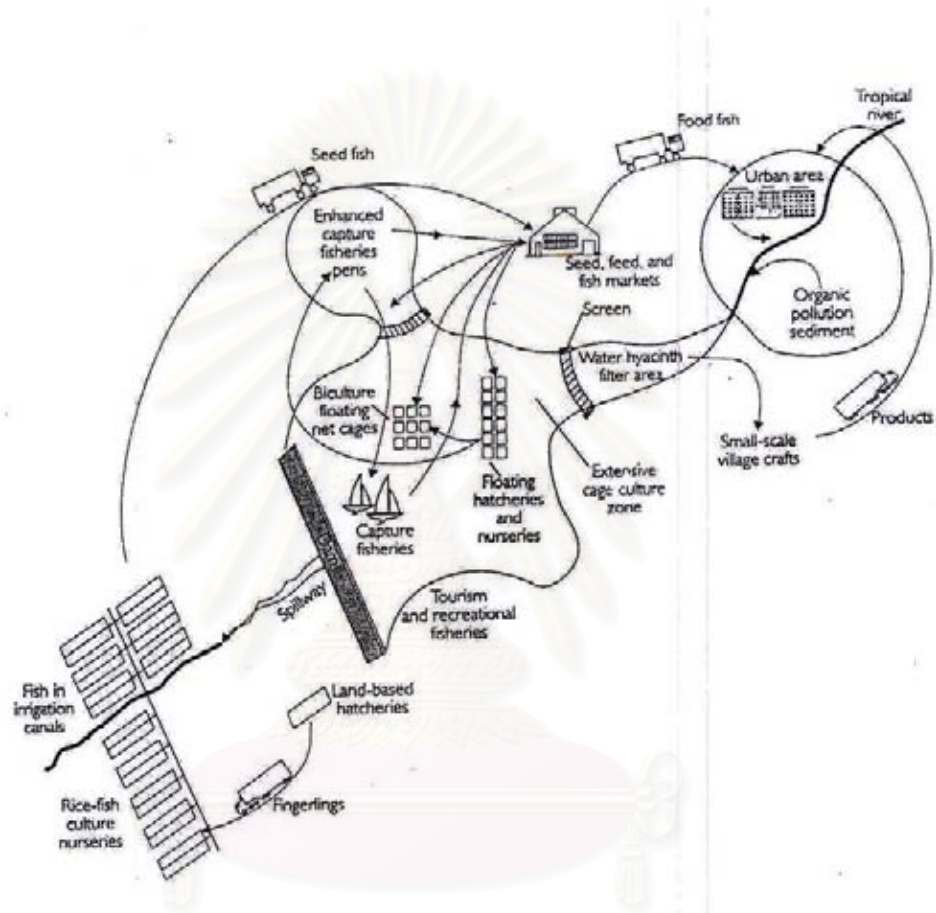 Tropical
river
Food fish
Seed fish
Urban area
Enhanced
capture
fisheries
pens
Seed, feed, and
fish markets
Organic
pollution
sediment
Screen
Water hyacinth
filter area
Biculture
floating
net cages
Products
Small-scale
village crafts
Floating
hatcheries
and
nurseries
Extensive
cage culture
zone
Capture
fisheries
Dam
Spillway
Tourism
and recreational
fisheries
Fish in
irrigation
canals
Land-based
hatcheries
Fingerlings
Rice-fish
culture
nurseries